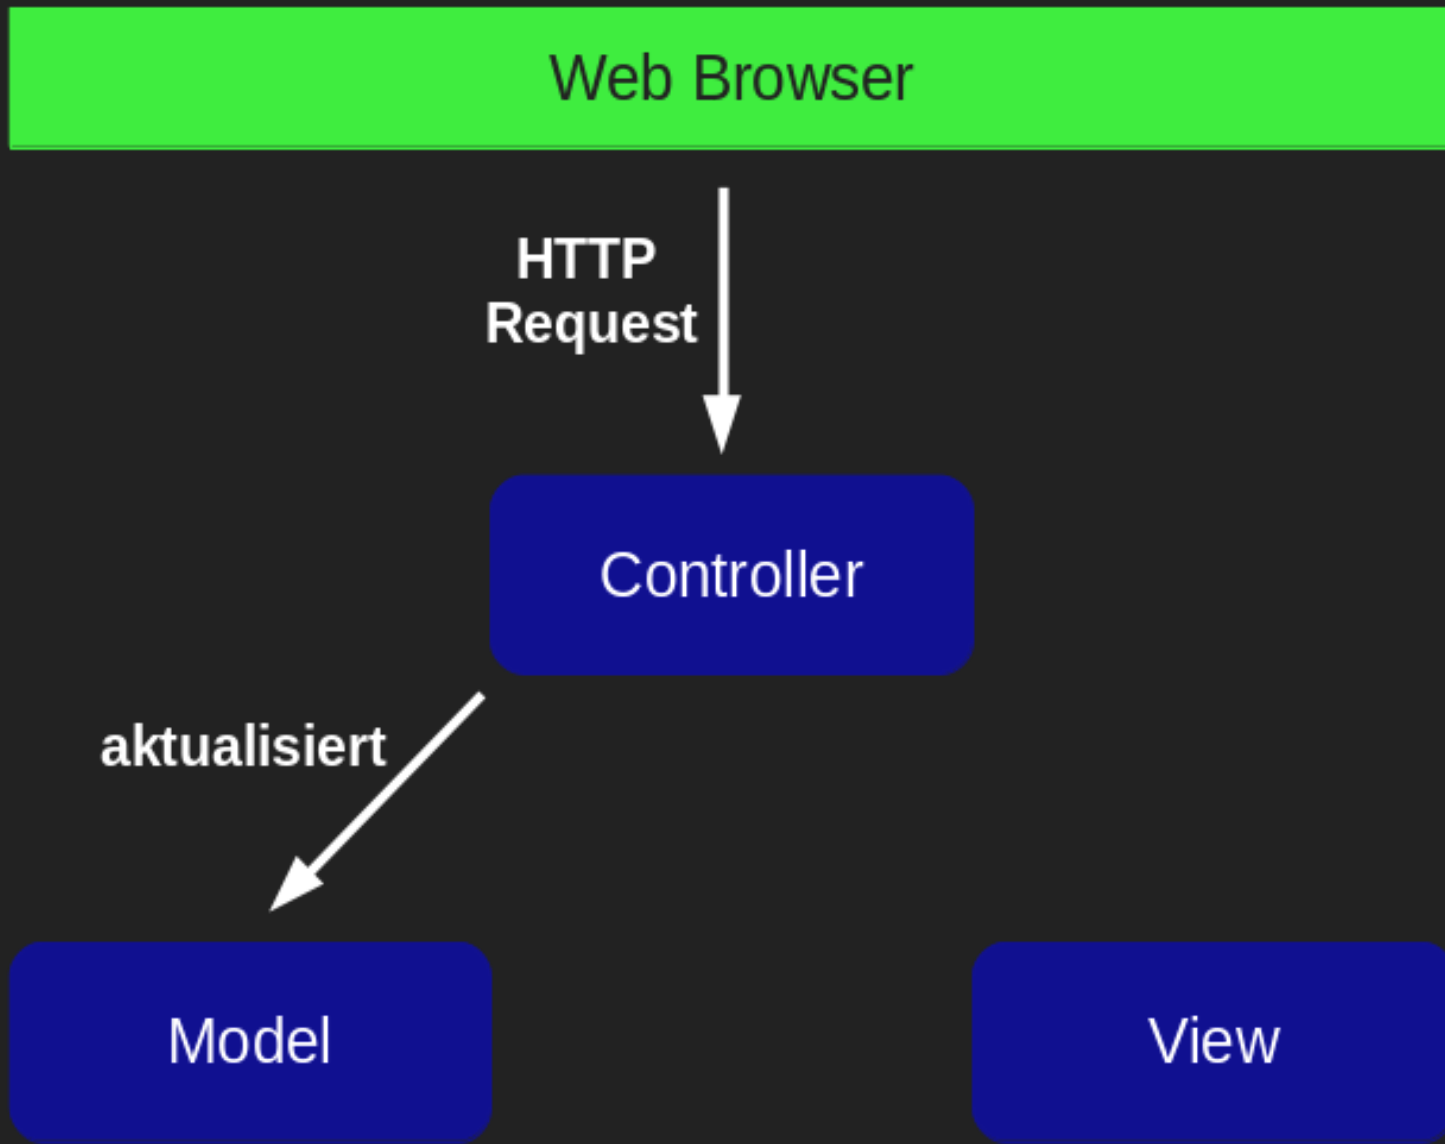 Web Browser
HTTP
Request
Controller
aktualisiert
Model
View